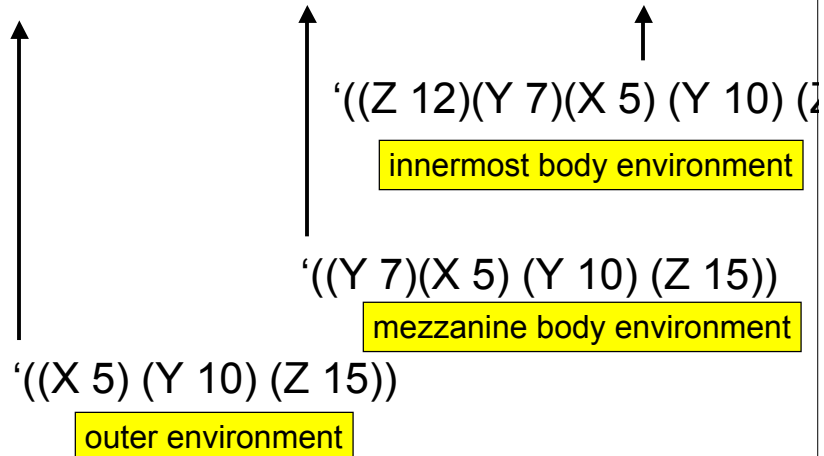 ‘((Z 12)(Y 7)(X 5) (Y 10) (Z
innermost body environment
‘((Y 7)(X 5) (Y 10) (Z 15))
mezzanine body environment
‘((X 5) (Y 10) (Z 15))
outer environment